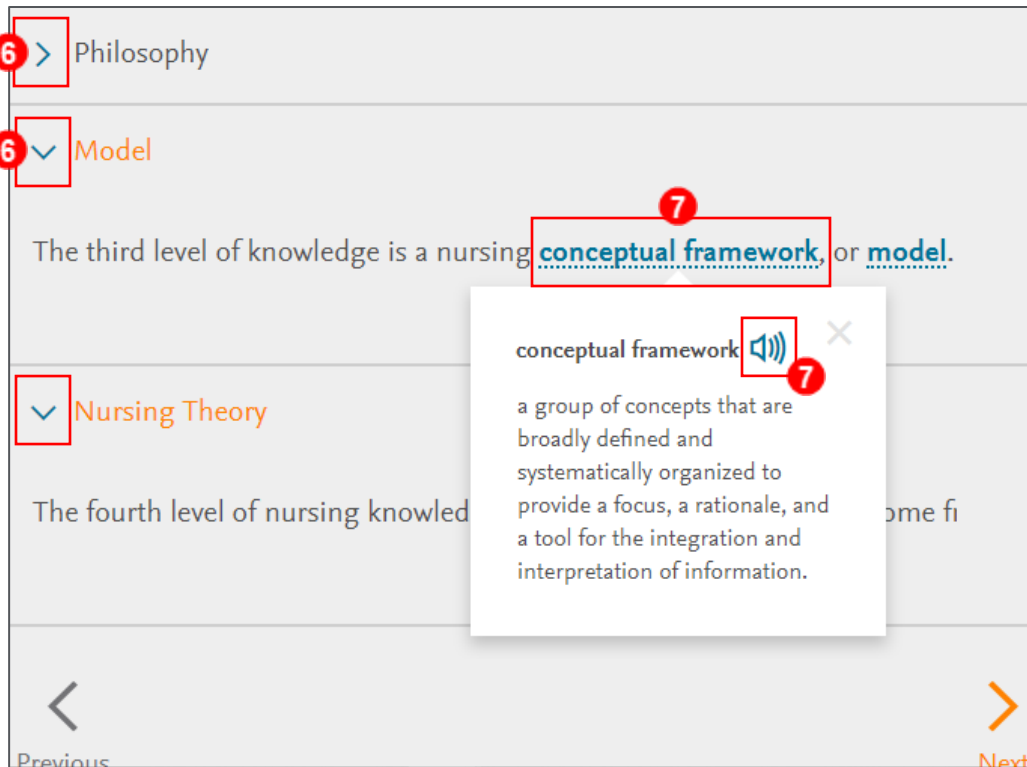 6 Philosophy
6 Model
7
The third level of knowledge is a nursing conceptual framework, or model.
conceptual framework
7
a group of concepts that are
broadly defined and
systematically organized to
provide a focus, a rationale, and
a tool for the integration and
interpretation of information.
Nursing Theory
The fourth level of nursing knowled ome fi
Previous
Next